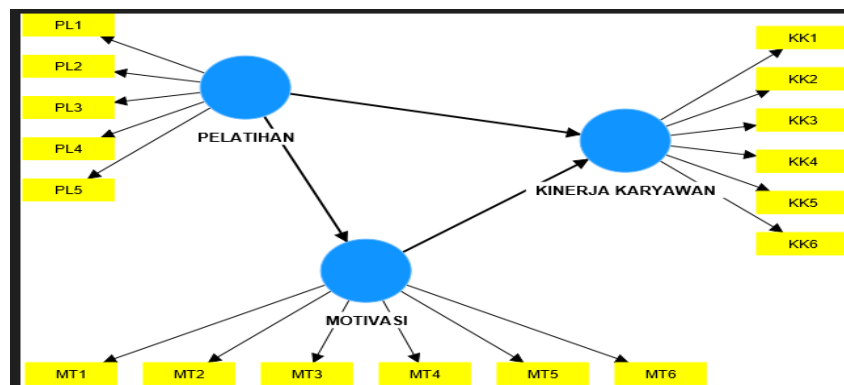 PL1
PL2
PL3
PL4
PL5
PELATIHAN
KK1
KK2
KK3
KK4
KK5
KK6
KINERJA KARYAWAN
MOTIVASI
MT1
MT2
MT3
MT4
MT5
MT6